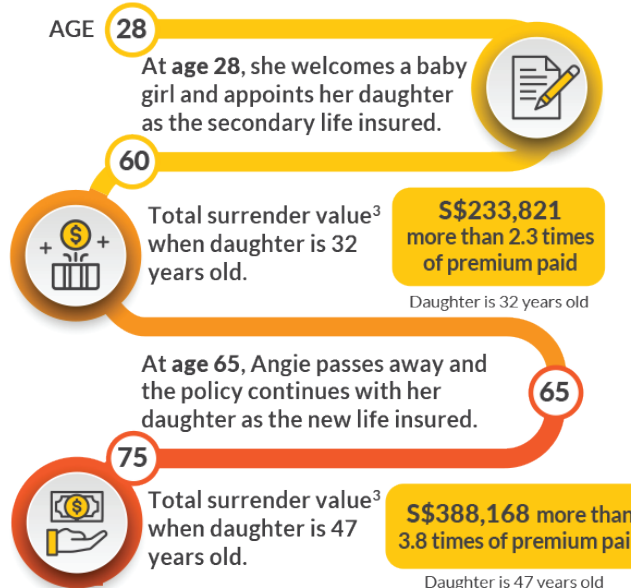 AGE 28
At age 28, she welcomes a baby
girl and appoints her daughter
as the secondary life insured.
60
Total surrender value³
when daughter is 32
years old.
S$233,821
more than 2.3 times
of premium paid
Daughter is 32 years old
At age 65, Angie passes away and
the policy continues with her
daughter as the new life insured.
65
75
Total surrender value³
when daughter is 47
years old.
S$388,168 more than
3.8 times of premium pai
Daughter is 47 years old